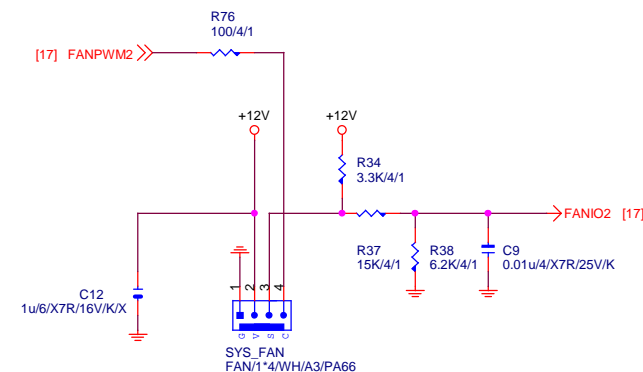 R76
100/4/1
[17] FANPWM2
+12V
+12V
R34
3.3K/4/1
FANIO2 [17]
R37
15K/4/1
R38
6.2K/4/1
C9
0.01u/4/X7R/25V/K
C12
1u/6/X7R/16V/K/X
1 2 3 4
G V S C
SYS_FAN
FAN/1*4/WH/A3/PA66